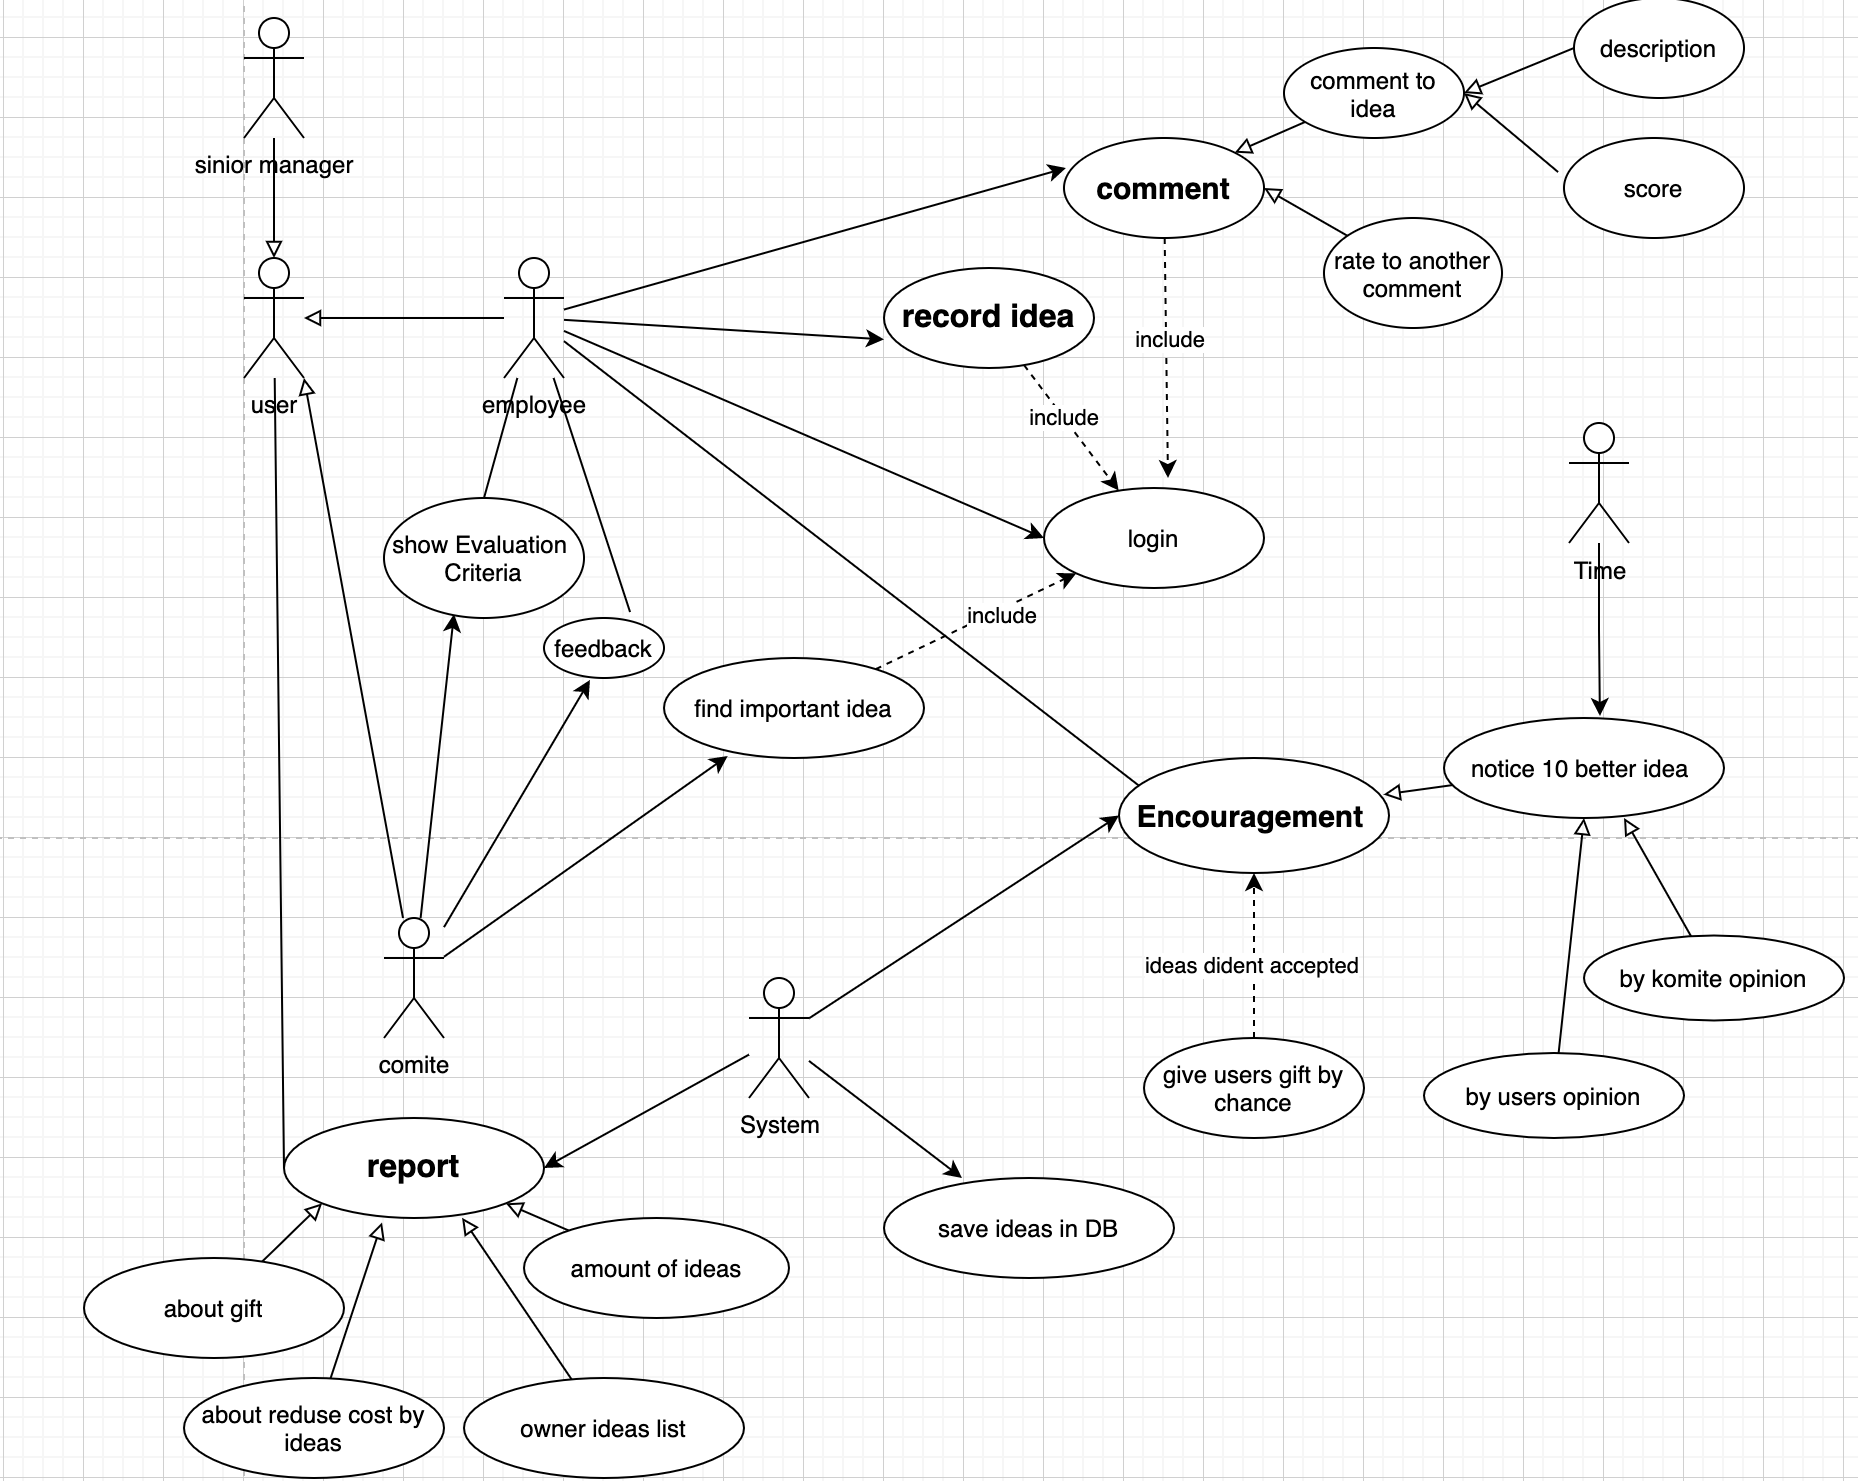 description
comment to
idea
sinior manager
comment
score
rate to another
comment
record idea
include
user
employee
include
login
show Evaluation
Criteria
Time
include
feedback
find important idea
notice 10 better idea
Encouragement
ideas dident accepted
by komite opinion
comite
give users gift by
chance
by users opinion
System
report
save ideas in DB
amount of ideas
about gift
about reduse cost by
ideas
owner ideas list